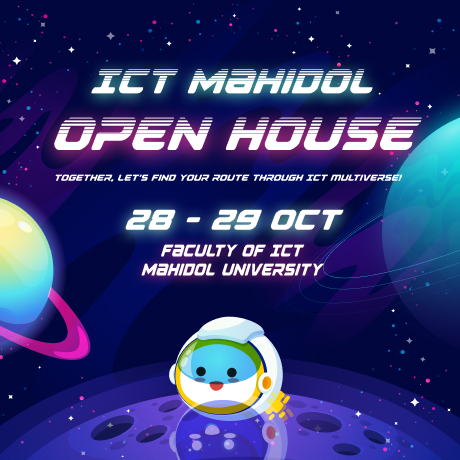 ICT MAHIDOL
OPEN HOUSE
TOGETHER, LET'S FIND YOUR ROUTE THROUGH ICT MULTIVERSE!
28 - 29 OCT
FACULTY OF ICT
MAHIDOL UNIVERSITY